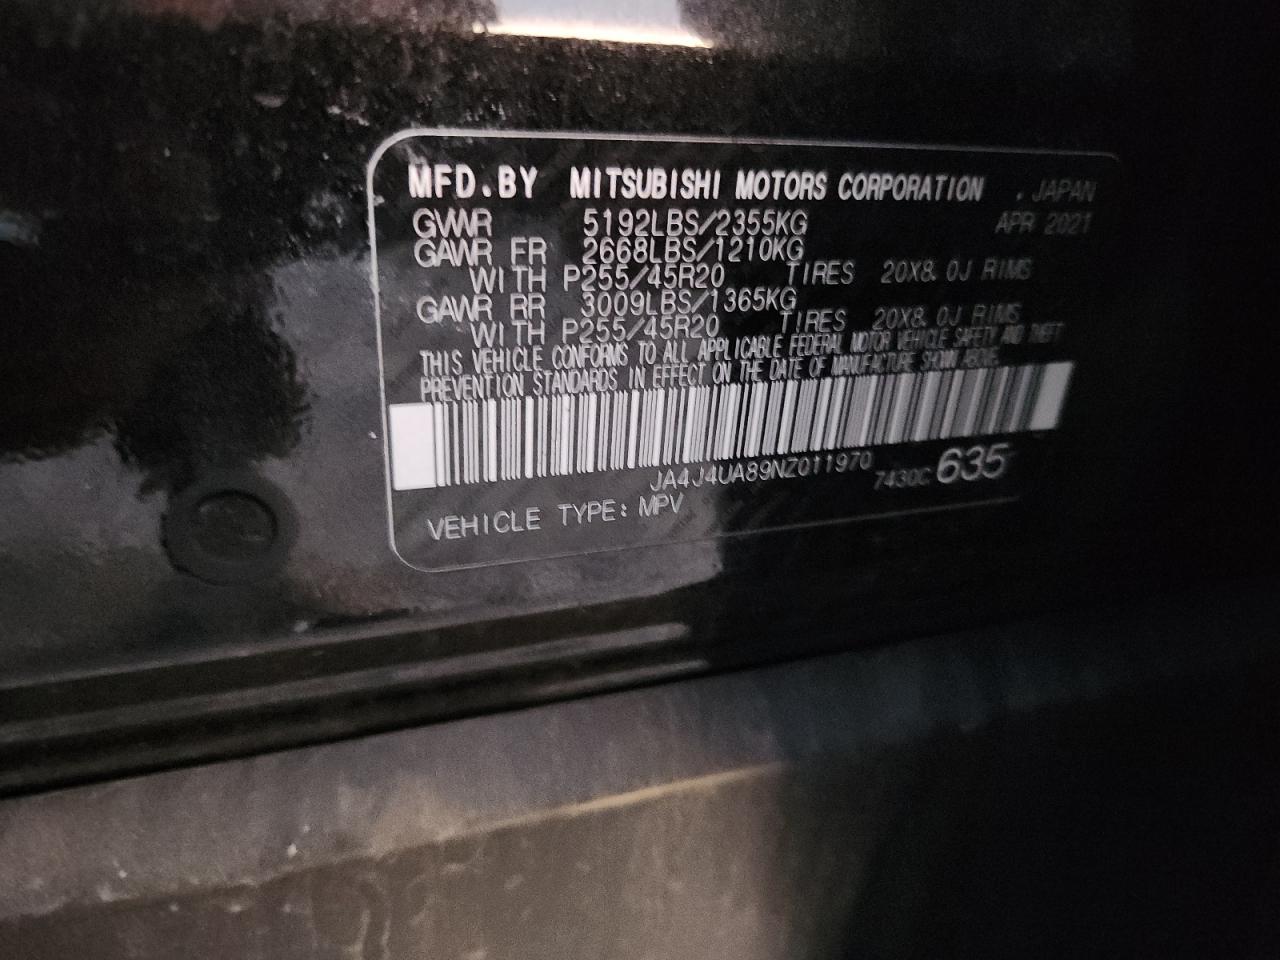 MFD.BY MITSUBISHI MOTORS CORPORATION . JAPAN
GVWR 5192LBS/2355KG APR 2021
GAWR FR 2668LBS/1210KG
WITH P255/45R20 TIRES 20X8.0J RIMS
GAWR RR 3009LBS/1365KG
WITH P255/45R20 TIRES 20X8.0J RIMS
THIS VEHICLE CONFORMS TO ALL APPLICABLE FEDERAL MOTOR VEHICLE SAFETY AND THEFT
PREVENTION STANDARDS IN EFFECT ON THE DATE OF MANUFACTURE SHOWN ABOVE.
JA4J4UA89NZ011970 7430C 635
VEHICLE TYPE: MPV